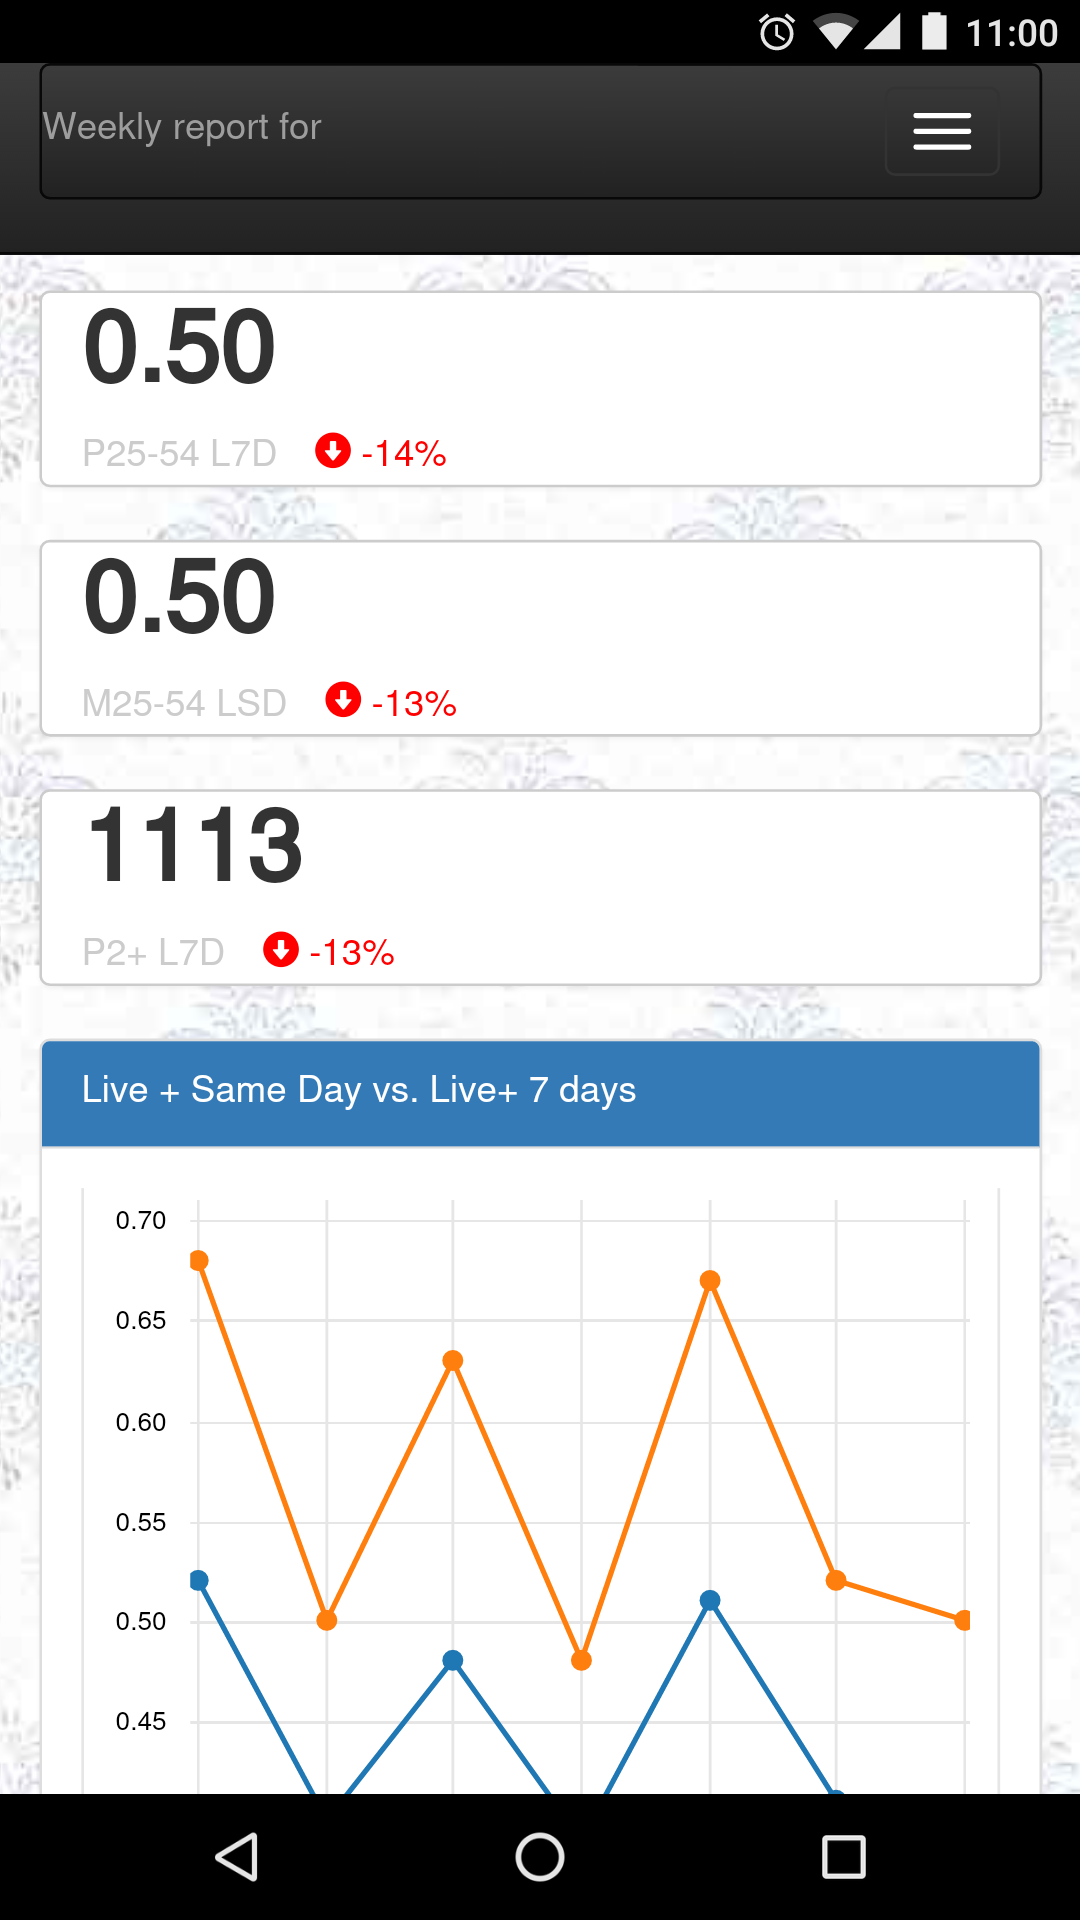 11:00
Weekly report for
0.50
P25-54 L7D -14%
0.50
M25-54 LSD -13%
1113
P2+ L7D -13%
Live + Same Day vs. Live+ 7 days
0.70
0.65
0.60
0.55
0.50
0.45